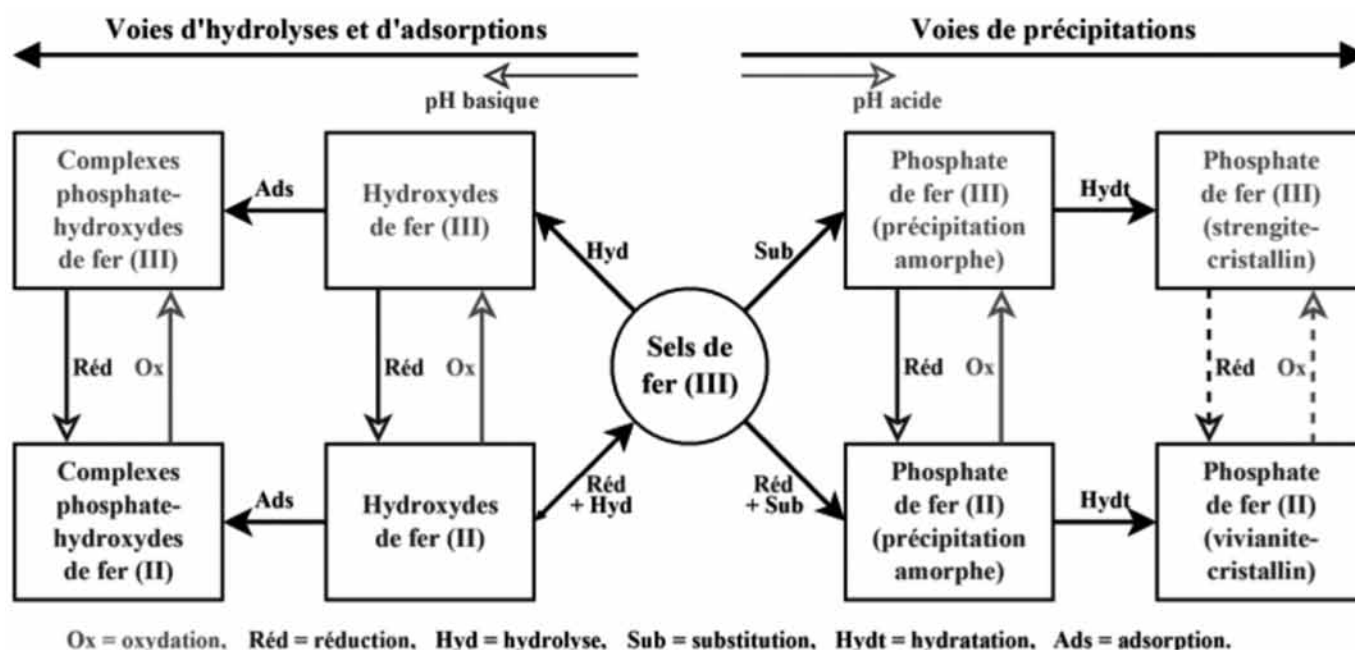 Voies d'hydrolyses et d'adsorptions
Voies de précipitations
pH basique
pH acide
Complexes
phosphate-
hydroxydes
de fer (III)
Ads
Hydroxydes
de fer (III)
Hyd
Sub
Phosphate
de fer (III)
(précipitation
amorphe)
Hydt
Phosphate
de fer (III)
(strengite-
cristallin)
Réd
Ox
Réd
Ox
Sels de
fer (III)
Réd
Ox
Réd
Ox
Complexes
phosphate-
hydroxydes
de fer (II)
Ads
Hydroxydes
de fer (II)
Réd
+ Hyd
Réd
+ Sub
Phosphate
de fer (II)
(précipitation
amorphe)
Hydt
Phosphate
de fer (II)
(vivianite-
cristallin)
Ox = oxydation, Réd = réduction, Hyd = hydrolyse, Sub = substitution, Hydt = hydratation, Ads = adsorption.